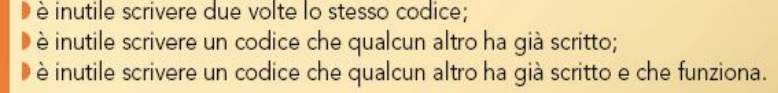 è inutile scrivere due volte lo stesso codice;
è inutile scrivere un codice che qualcun altro ha già scritto;
è inutile scrivere un codice che qualcun altro ha già scritto e che funziona.